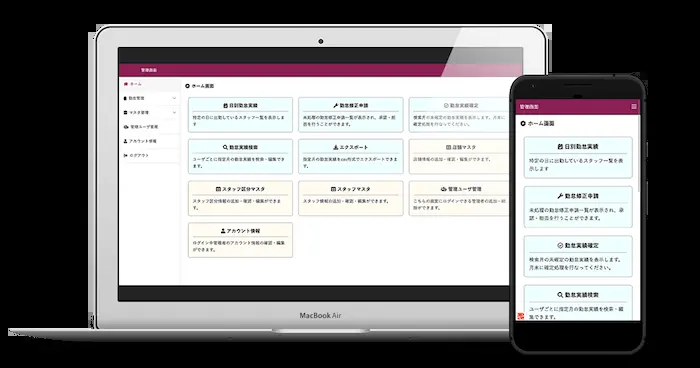 管理画面
ホーム
勤怠管理
マスタ管理
管理ユーザ管理
アカウント情報
ログアウト
ホーム画面
日別勤怠実績
特定の日に出勤しているスタッフ一覧を表示します
勤怠修正申請
未処理の勤怠修正申請一覧が表示され、承認・拒否を行うことができます。
勤怠実績確定
検索月の未確定の勤怠実績を表示します。月末に確定処理を行なってください。
勤怠実績検索
ユーザごとに指定月の勤怠実績を検索・編集できます。
エクスポート
指定月の勤怠実績をcsv形式でエクスポートできます。
店舗マスタ
店舗情報の追加・確認・編集ができます。
スタッフ区分マスタ
スタッフ区分情報の追加・確認・編集ができます。
スタッフマスタ
スタッフ情報の追加・確認・編集ができます。
管理ユーザ管理
こちらの画面にログインできる管理者の追加・削除ができます。
アカウント情報
ログイン中管理者のアカウント情報の確認・編集ができます。
MacBook Air
管理画面
ホーム画面
日別勤怠実績
特定の日に出勤しているスタッフ一覧を表示します
勤怠修正申請
未処理の勤怠修正申請一覧が表示され、承認・拒否を行うことができます。
勤怠実績確定
検索月の未確定の勤怠実績を表示します。
月末に確定処理を行なってください。
勤怠実績検索
ユーザごとに指定月の勤怠実績を検索・編集できます。